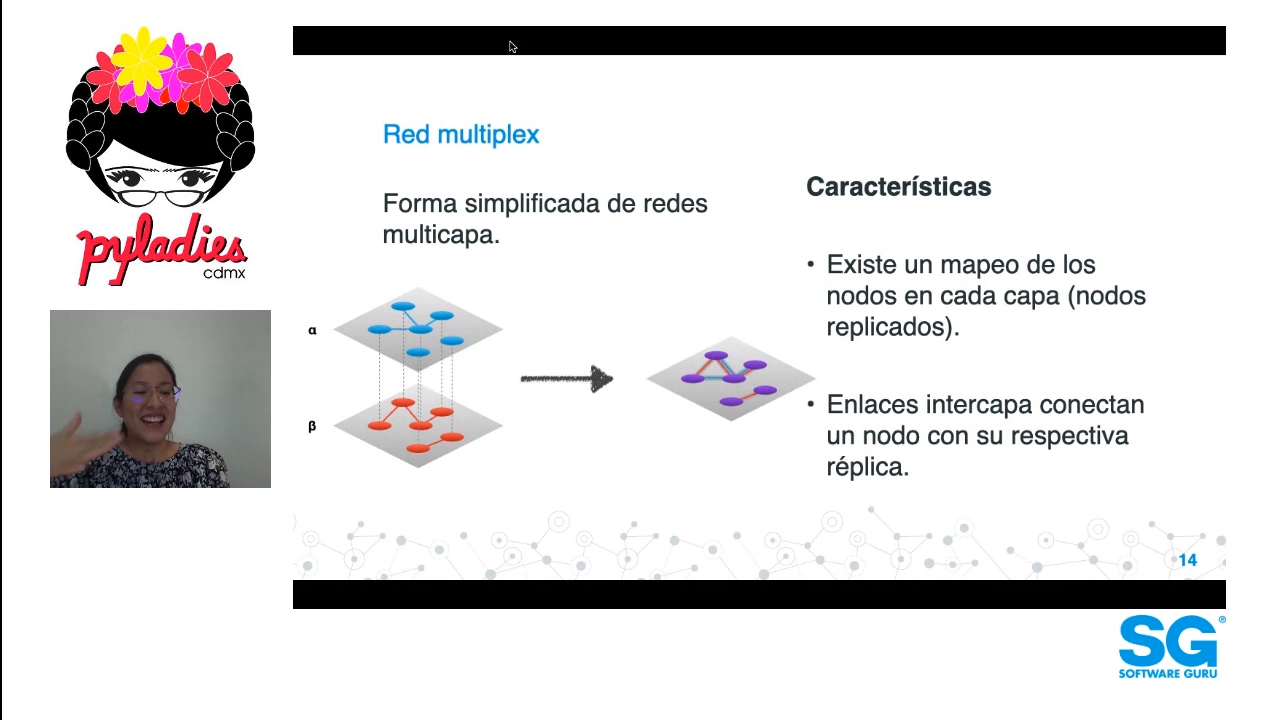 pyladies
cdmx
Red multiplex
Forma simplificada de redes
multicapa.
α
β
Características
• Existe un mapeo de los
nodos en cada capa (nodos
replicados).
• Enlaces intercapa conectan
un nodo con su respectiva
réplica.
14
SG®
SOFTWARE GURU